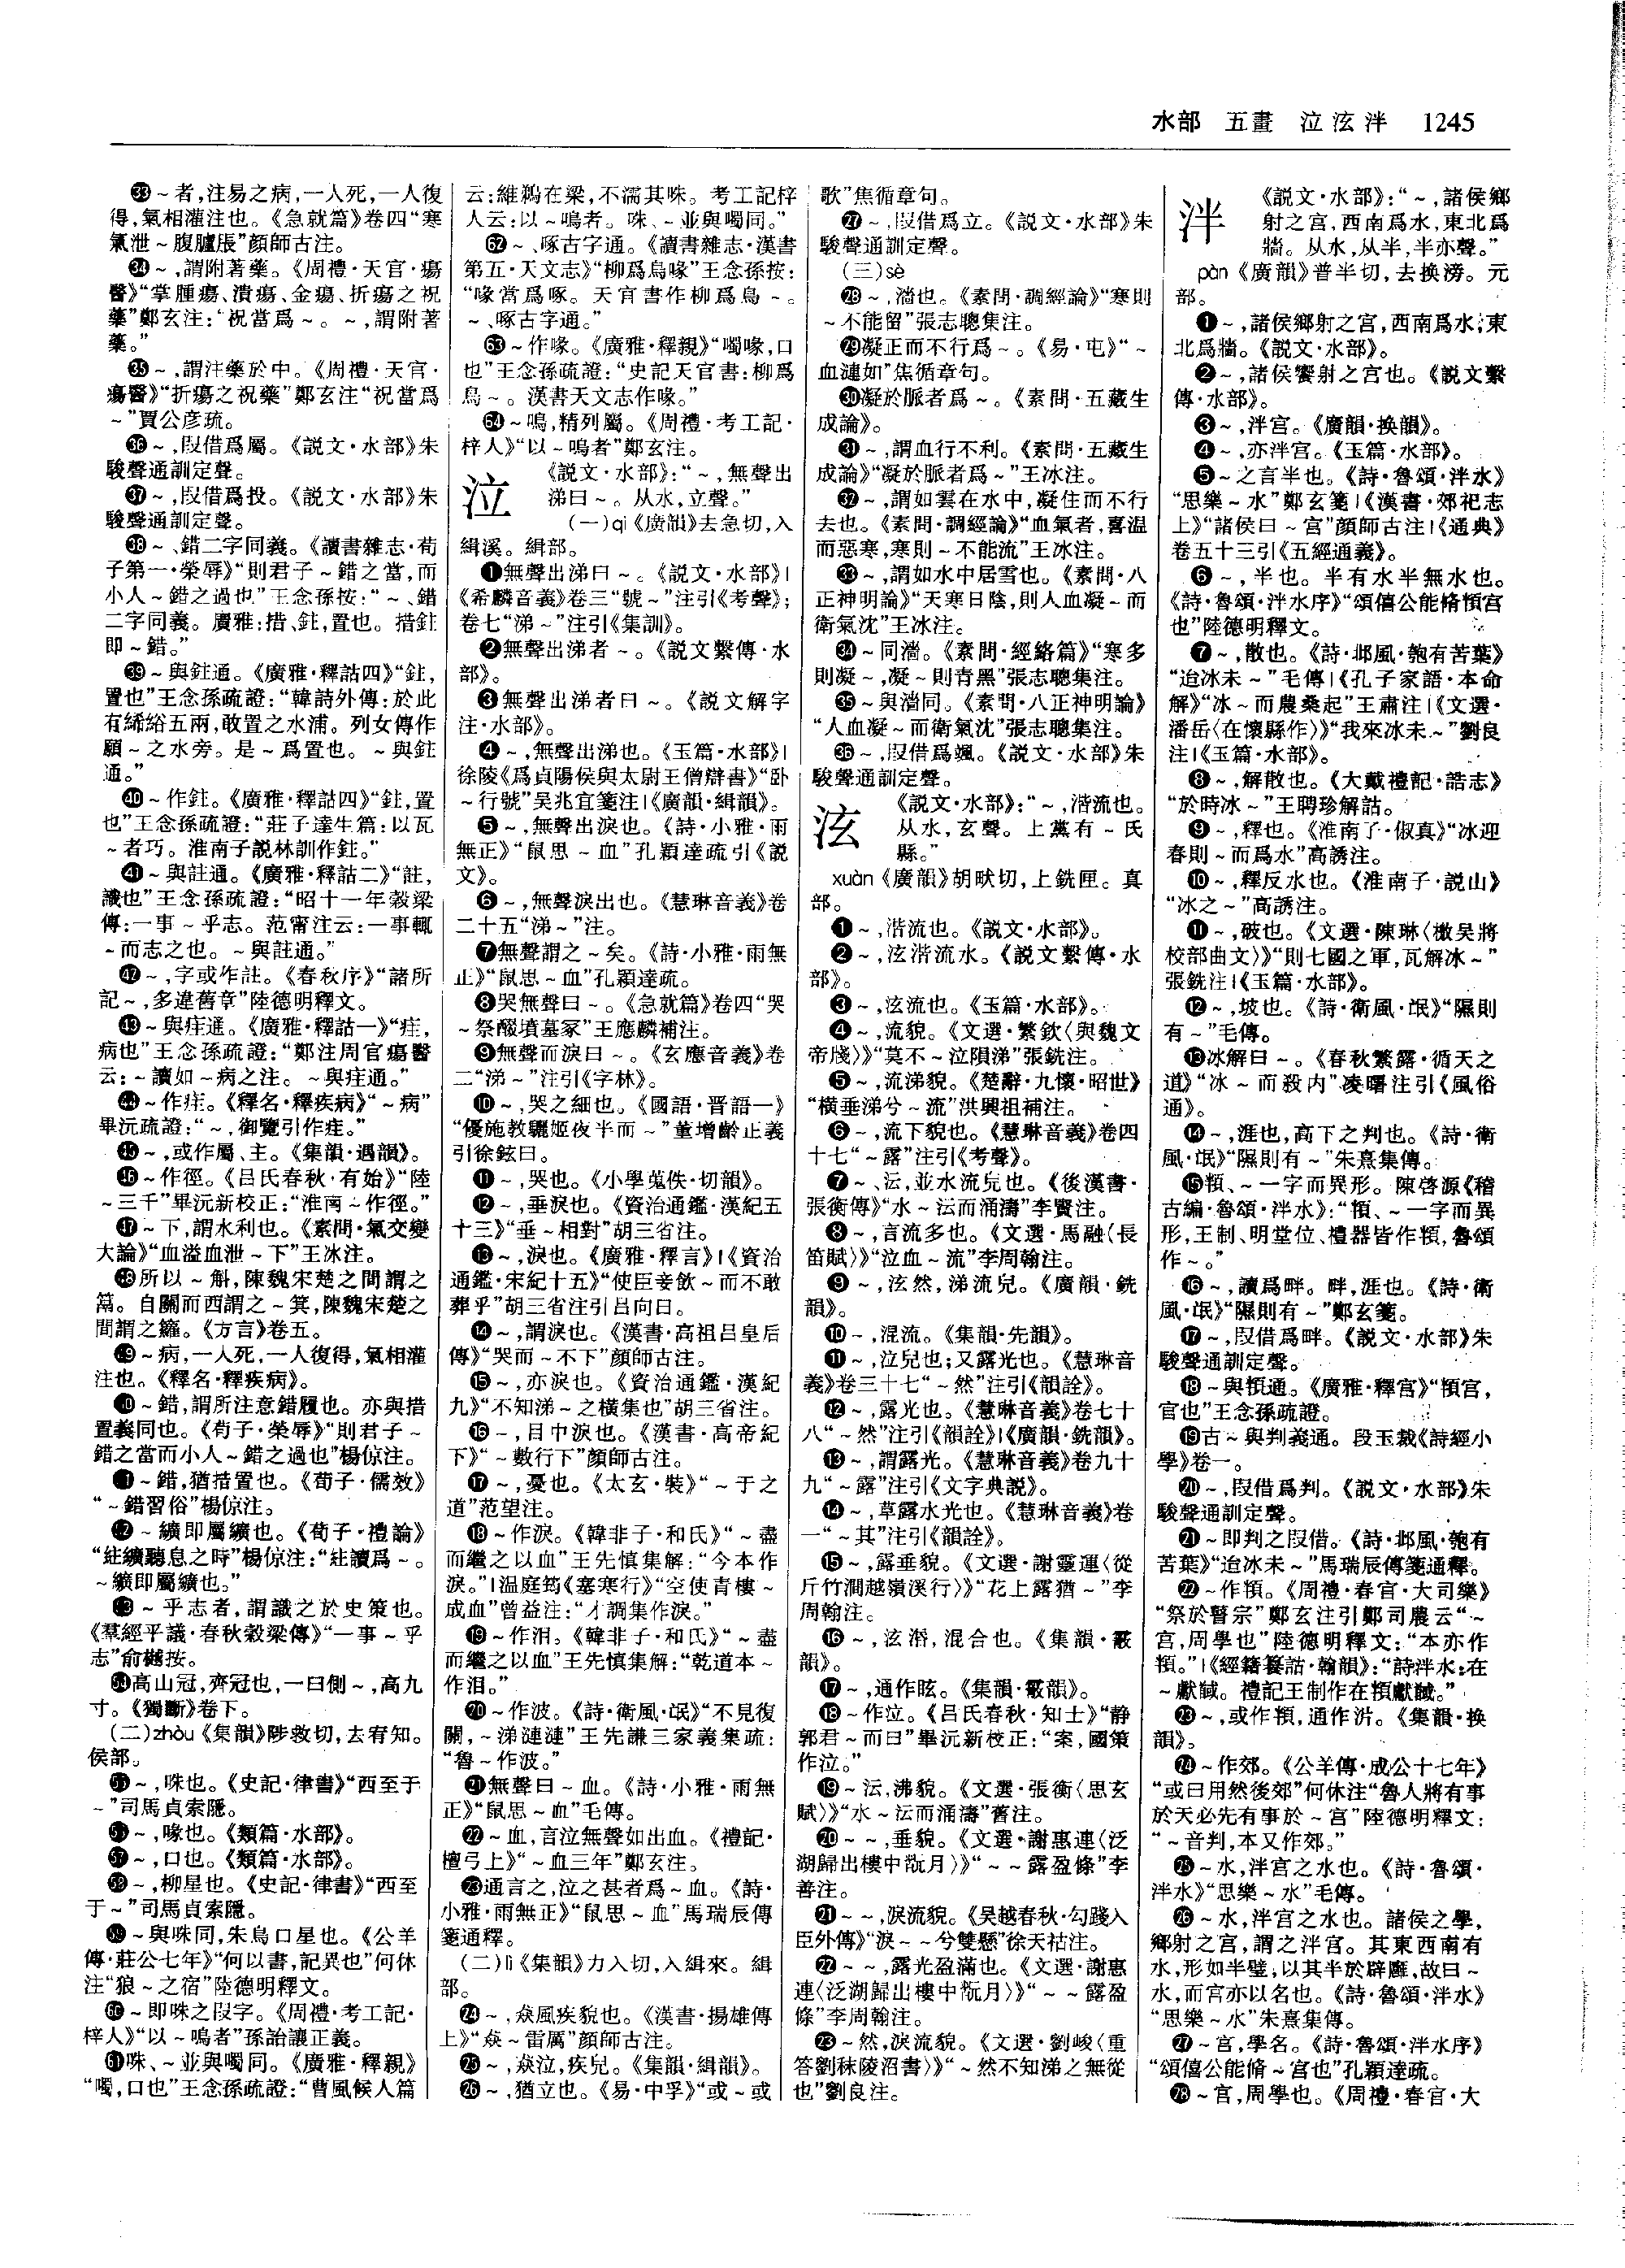 水部　五畫　泣泫泮　1245
㉝～者,注易之病,一人死,一人復
得,氣相灌注也。《急就篇》卷四“寒
氣泄～腹臚脹”顏師古注。
㉞～,謂附著藥。《周禮·天官·瘍
醫》“掌腫瘍、潰瘍、金瘍、折瘍之祝
藥”鄭玄注:“祝當爲～。～,謂附著
藥。”
㉟～,謂注藥於中。《周禮·天官·
瘍醫》“折瘍之祝藥”鄭玄注“祝當爲
～”賈公彦疏。
㊱～,叚借爲屬。《説文·水部》朱
駿聲通訓定聲。
㊲～,叚借爲投。《説文·水部》朱
駿聲通訓定聲。
㊳～、錯二字同義。《讀書雜志·荀
子第一·榮辱》“則君子～錯之當,而
小人～錯之過也”王念孫按:“～、錯
二字同義。廣雅:措、鉒,置也。措鉒
即～錯。”
㊴～與鉒通。《廣雅·釋詁四》“鉒,
置也”王念孫疏證:“韓詩外傳:於此
有絺綌五兩,敢置之水浦。列女傳作
願～之水旁。是～爲置也。～與鉒
通。”
㊵～作鉒。《廣雅·釋詁四》“鉒,置
也”王念孫疏證:“莊子達生篇:以瓦
～者巧。淮南子説林訓作鉒。”
㊶～與註通。《廣雅·釋詁二》“註,
識也”王念孫疏證:“昭十一年穀梁
傳:一事～乎志。范甯注云:一事輒
～而志之也。～與註通。”
㊷～,字或作註。《春秋序》“諸所
記～,多違舊章”陸德明釋文。
㊸～與疰通。《廣雅·釋詁一》“疰,
病也”王念孫疏證:“鄭注周官瘍醫
云:～讀如～病之注。～與疰通。”
㊹～作疰。《釋名·釋疾病》“～病”
畢沅疏證:“～,御覽引作疰。”
㊺～,或作屬、主。《集韻·遇韻》。
㊻～作徑。《吕氏春秋·有始》“陸
～三千”畢沅新校正:“淮南～作徑。”
㊼～下,謂水利也。《素問·氣交變
大論》“血溢血泄～下”王冰注。
㊽所以～斛,陳魏宋楚之間謂之
篙。自關而西謂之～箕,陳魏宋楚之
間謂之籮。《方言》卷五。
㊾～病,一人死,一人復得,氣相灌
注也。《釋名·釋疾病》。
㊿～錯,謂所注意錯履也。亦與措
置義同也。《荀子·榮辱》“則君子～
錯之當而小人～錯之過也”楊倞注。
～錯,猶措置也。《荀子·儒效》
“～錯習俗”楊倞注。
～纊即屬纊也。《荀子·禮論》
“紸纊聽息之時”楊倞注:“紸讀爲～。
～纊即屬纊也。”
～乎志者,謂識之於史策也。
《羣經平議·春秋穀梁傳》“一事～乎
志”俞樾按。
54高山冠,齊冠也,一曰側～,高九
寸。《獨斷》卷下。
(二)zhòu《集韻》陟救切,去宥知。
侯部。
55～,咮也。《史記·律書》“西至于
～”司馬貞索隱。
56～,喙也。《類篇·水部》。
57～,口也。《類篇·水部》。
58～,柳星也。《史記·律書》“西至
于～”司馬貞索隱。
59～與咮同,朱鳥口星也。《公羊
傳·莊公七年》“何以書,記異也”何休
注“狼～之宿”陸德明釋文。
60～即咮之叚字。《周禮·考工記·
梓人》“以～鳴者”孫詒讓正義。
61咮、～並與噣同。《廣雅·釋親》
“噣,口也”王念孫疏證:“曹風候人篇
云:維鵜在梁,不濡其咮。考工記梓
人云:以～鳴者。咮、～並與噣同。”
62～、啄古字通。《讀書雜志·漢書
第五·天文志》“柳爲鳥喙”王念孫按:
“喙當爲啄。天官書作柳爲鳥～。
～、啄古字通。”
63～作喙。《廣雅·釋親》“噣喙,口
也”王念孫疏證:“史記天官書:柳爲
鳥～。漢書天文志作喙。”
64～鳴,精列屬。《周禮·考工記·
梓人》“以～鳴者”鄭玄注。
泣
《説文·水部》:“～,無聲出
涕曰～。从水,立聲。”
(一)qì《廣韻》去急切,入
緝溪。緝部。
❶無聲出涕曰～。《説文·水部》|
《希麟音義》卷三“號～”注引《考聲》;
卷七“涕～”注引《集訓》。
❷無聲出涕者～。《説文繫傳·水
部》。
❸無聲出涕者曰～。《説文解字
注·水部》。
❹～,無聲出涕也。《玉篇·水部》|
徐陵《爲貞陽侯與太尉王僧辯書》“卧
～行號”吴兆宜箋注|《廣韻·緝韻》。
❺～,無聲出淚也。《詩·小雅·雨
無正》“鼠思～血”孔穎達疏引《説
文》。
❻～,無聲淚出也。《慧琳音義》卷
二十五“涕～”注。
❼無聲謂之～矣。《詩·小雅·雨無
正》“鼠思～血”孔穎達疏。
❽哭無聲曰～。《急就篇》卷四“哭
～祭醊墳墓冢”王應麟補注。
❾無聲而淚曰～。《玄應音義》卷
二“涕～”注引《字林》。
❿～,哭之細也。《國語·晋語一》
“優施教驪姬夜半而～”董增齡正義
引徐鉉曰。
⓫～,哭也。《小學蒐佚·切韻》。
⓬～,垂淚也。《資治通鑑·漢紀五
十三》“垂～相對”胡三省注。
⓭～,淚也。《廣雅·釋言》|《資治
通鑑·宋紀十五》“使臣妾飲～而不敢
葬乎”胡三省注引吕向曰。
⓮～,謂淚也。《漢書·高祖吕皇后
傳》“哭而～不下”顏師古注。
⓯～,亦淚也。《資治通鑑·漢紀
九》“不知涕～之横集也”胡三省注。
⓰～,目中淚也。《漢書·高帝紀
下》“～數行下”顏師古注。
⓱～,憂也。《太玄·裝》“～于之
道”范望注。
⓲～作淚。《韓非子·和氏》“～盡
而繼之以血”王先慎集解:“今本作
淚。”|温庭筠《塞寒行》“空使青樓～
成血”曾益注:“才調集作淚。”
⓳～作泪。《韓非子·和氏》“～盡
而繼之以血”王先慎集解:“乾道本～
作泪。”
⓴～作波。《詩·衛風·氓》“不見復
關,～涕漣漣”王先謙三家義集疏:
“魯～作波。”
㉑無聲曰～血。《詩·小雅·雨無
正》“鼠思～血”毛傳。
㉒～血,言泣無聲如出血。《禮記·
檀弓上》“～血三年”鄭玄注。
㉓通言之,泣之甚者爲～血。《詩·
小雅·雨無正》“鼠思～血”馬瑞辰傳
箋通釋。
(二)lì《集韻》力入切,入緝來。緝
部。
㉔～,猋風疾貌也。《漢書·揚雄傳
上》“猋～雷厲”顏師古注。
㉕～,猋泣,疾皃。《集韻·緝韻》。
㉖～,猶立也。《易·中孚》“或～或
歌”焦循章句。
㉗～,叚借爲立。《説文·水部》朱
駿聲通訓定聲。
(三)sè
㉘～,濇也。《素問·調經論》“寒則
～不能留”張志聰集注。
㉙凝正而不行爲～。《易·屯》“～
血漣如”焦循章句。
㉚凝於脈者爲～。《素問·五藏生
成論》。
㉛～,謂血行不利。《素問·五藏生
成論》“凝於脈者爲～”王冰注。
㉜～,謂如雲在水中,凝住而不行
去也。《素問·調經論》“血氣者,喜温
而惡寒,寒則～不能流”王冰注。
㉝～,謂如水中居雪也。《素問·八
正神明論》“天寒日陰,則人血凝～而
衛氣沈”王冰注。
㉞～同濇。《素問·經絡篇》“寒多
則凝～,凝～則青黑”張志聰集注。
㉟～與濇同。《素問·八正神明論》
“人血凝～而衛氣沈”張志聰集注。
㊱～,叚借爲颯。《説文·水部》朱
駿聲通訓定聲。
泫
《説文·水部》:“～,湝流也。
从水,玄聲。上黨有～氏
縣。”
xuàn《廣韻》胡畎切,上銑匣。真
部。
❶～,湝流也。《説文·水部》。
❷～,泫湝流水。《説文繫傳·水
部》。
❸～,泫流也。《玉篇·水部》。
❹～,流貌。《文選·繁欽〈與魏文
帝牋〉》“莫不～泣隕涕”張銑注。
❺～,流涕貌。《楚辭·九懷·昭世》
“横垂涕兮～流”洪興祖補注。
❻～,流下貌也。《慧琳音義》卷四
十七“～露”注引《考聲》。
❼～、沄,並水流皃也。《後漢書·
張衡傳》“水～沄而涌濤”李賢注。
❽～,言流多也。《文選·馬融〈長
笛賦〉》“泣血～流”李周翰注。
❾～,泫然,涕流皃。《廣韻·銑
韻》。
❿～,混流。《集韻·先韻》。
⓫～,泣皃也;又露光也。《慧琳音
義》卷三十七“～然”注引《韻詮》。
⓬～,露光也。《慧琳音義》卷七十
八“～然”注引《韻詮》|《廣韻·銑韻》。
⓭～,謂露光。《慧琳音義》卷九十
九“～露”注引《文字典説》。
⓮～,草露水光也。《慧琳音義》卷
一“～其”注引《韻詮》。
⓯～,露垂貌。《文選·謝靈運〈從
斤竹澗越嶺溪行〉》“花上露猶～”李
周翰注。
⓰～,泫湣,混合也。《集韻·霰
韻》。
⓱～,通作眩。《集韻·霰韻》。
⓲～作泣。《吕氏春秋·知士》“静
郭君～而曰”畢沅新校正:“案,國策
作泣。”
⓳～沄,沸貌。《文選·張衡〈思玄
賦〉》“水～沄而涌濤”舊注。
⓴～～,垂貌。《文選·謝惠連〈泛
湖歸出樓中翫月〉》“～～露盈條”李
善注。
㉑～～,淚流貌。《吴越春秋·勾踐入
臣外傳》“淚～～兮雙懸”徐天祜注。
㉒～～,露光盈滿也。《文選·謝惠
連〈泛湖歸出樓中翫月〉》“～～露盈
條”李周翰注。
㉓～然,淚流貌。《文選·劉峻〈重
答劉秣陵沼書〉》“～然不知涕之無從
也”劉良注。
泮
《説文·水部》:“～,諸侯鄉
射之宫,西南爲水,東北爲
牆。从水,从半,半亦聲。”
pàn《廣韻》普半切,去换滂。元
部。
❶～,諸侯鄉射之宫,西南爲水,東
北爲牆。《説文·水部》。
❷～,諸侯饗射之宫也。《説文繫
傳·水部》。
❸～,泮宫。《廣韻·换韻》。
❹～,亦泮宫。《玉篇·水部》。
❺～之言半也。《詩·魯頌·泮水》
“思樂～水”鄭玄箋|《漢書·郊祀志
上》“諸侯曰～宫”顏師古注|《通典》
卷五十三引《五經通義》。
❻～,半也。半有水半無水也。
《詩·魯頌·泮水序》“頌僖公能脩頖宫
也”陸德明釋文。
❼～,散也。《詩·邶風·匏有苦葉》
“迨冰未～”毛傳|《孔子家語·本命
解》“冰～而農桑起”王肅注|《文選·
潘岳〈在懷縣作〉》“我來冰未～”劉良
注|《玉篇·水部》。
❽～,解散也。《大戴禮記·誥志》
“於時冰～”王聘珍解詁。
❾～,釋也。《淮南子·俶真》“冰迎
春則～而爲水”高誘注。
❿～,釋反水也。《淮南子·説山》
“冰之～”高誘注。
⓫～,破也。《文選·陳琳〈檄吴將
校部曲文〉》“則七國之軍,瓦解冰～”
張銑注|《玉篇·水部》。
⓬～,坡也。《詩·衛風·氓》“隰則
有～”毛傳。
⓭冰解曰～。《春秋繁露·循天之
道》“冰～而殺内”凌曙注引《風俗
通》。
⓮～,涯也,高下之判也。《詩·衛
風·氓》“隰則有～”朱熹集傳。
⓯頖、～一字而異形。陳啓源《稽
古編·魯頌·泮水》:“頖、～一字而異
形,王制、明堂位、禮器皆作頖,魯頌
作～。”
⓰～,讀爲畔。畔,涯也。《詩·衛
風·氓》“隰則有～”鄭玄箋。
⓱～,叚借爲畔。《説文·水部》朱
駿聲通訓定聲。
⓲～與頖通。《廣雅·釋宫》“頖宫,
官也”王念孫疏證。
⓳古～與判義通。段玉裁《詩經小
學》卷一。
⓴～,叚借爲判。《説文·水部》朱
駿聲通訓定聲。
㉑～即判之叚借。《詩·邶風·匏有
苦葉》“迨冰未～”馬瑞辰傳箋通釋。
㉒～作頖。《周禮·春官·大司樂》
“祭於瞽宗”鄭玄注引鄭司農云“～
宫,周學也”陸德明釋文:“本亦作
頖。”|《經籍籑詁·翰韻》:“詩泮水:在
～獻馘。禮記王制作在頖獻馘。”
㉓～,或作頖,通作泮。《集韻·换
韻》。
㉔～作郊。《公羊傳·成公十七年》
“或曰用然後郊”何休注“魯人將有事
於天必先有事於～宫”陸德明釋文:
“～音判,本又作郊。”
㉕～水,泮宫之水也。《詩·魯頌·
泮水》“思樂～水”毛傳。
㉖～水,泮宫之水也。諸侯之學,
鄉射之宫,謂之泮宫。其東西南有
水,形如半璧,以其半於辟廱,故曰～
水,而宫亦以名也。《詩·魯頌·泮水》
“思樂～水”朱熹集傳。
㉗～宫,學名。《詩·魯頌·泮水序》
“頌僖公能脩～宫也”孔穎達疏。
㉘～宫,周學也。《周禮·春官·大